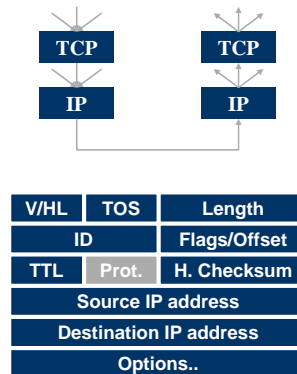 TCP TCP
IP IP
V/HL TOS Length
ID Flags/Offset
TTL Prot. H. Checksum
Source IP address
Destination IP address
Options..